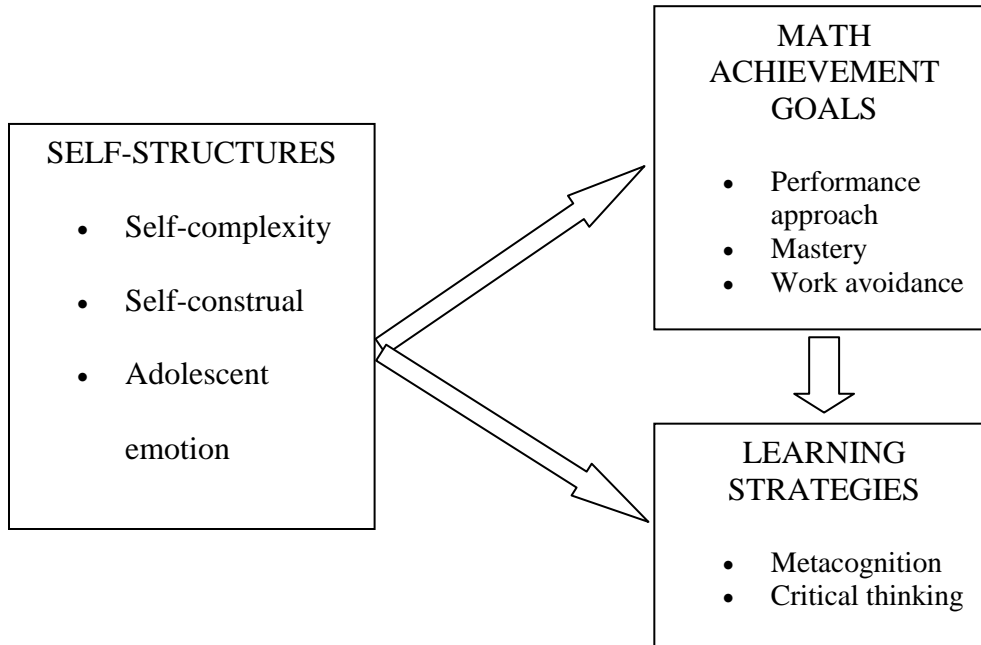 SELF-STRUCTURES
• Self-complexity
• Self-construal
• Adolescent
emotion
MATH
ACHIEVEMENT
GOALS
• Performance
approach
• Mastery
• Work avoidance
LEARNING
STRATEGIES
• Metacognition
• Critical thinking